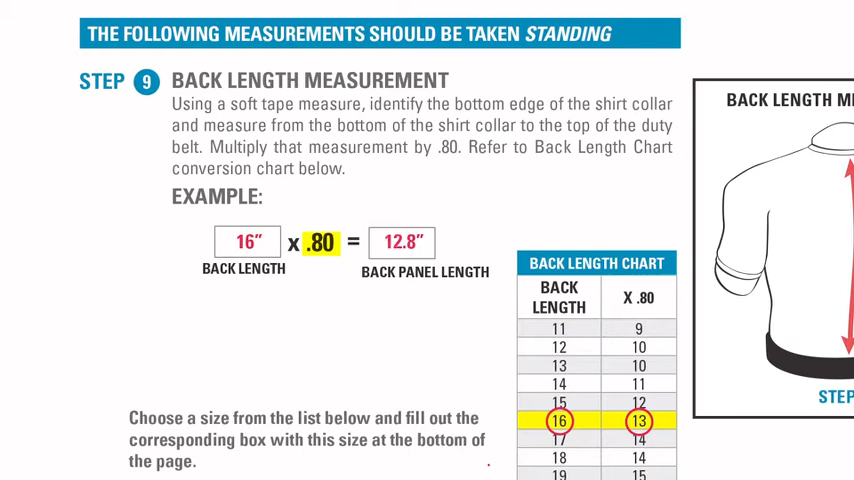 THE FOLLOWING MEASUREMENTS SHOULD BE TAKEN STANDING
STEP 9 BACK LENGTH MEASUREMENT
Using a soft tape measure, identify the bottom edge of the shirt collar
and measure from the bottom of the shirt collar to the top of the duty
belt. Multiply that measurement by .80. Refer to Back Length Chart
conversion chart below.
EXAMPLE:
16” x .80 = 12.8”
BACK LENGTH BACK PANEL LENGTH
BACK LENGTH CHART
BACK LENGTH X .80
11 9
12 10
13 10
14 11
15 12
16 13
17 14
18 14
19 15
Choose a size from the list below and fill out the
corresponding box with this size at the bottom of
the page.
BACK LENGTH M
STEP